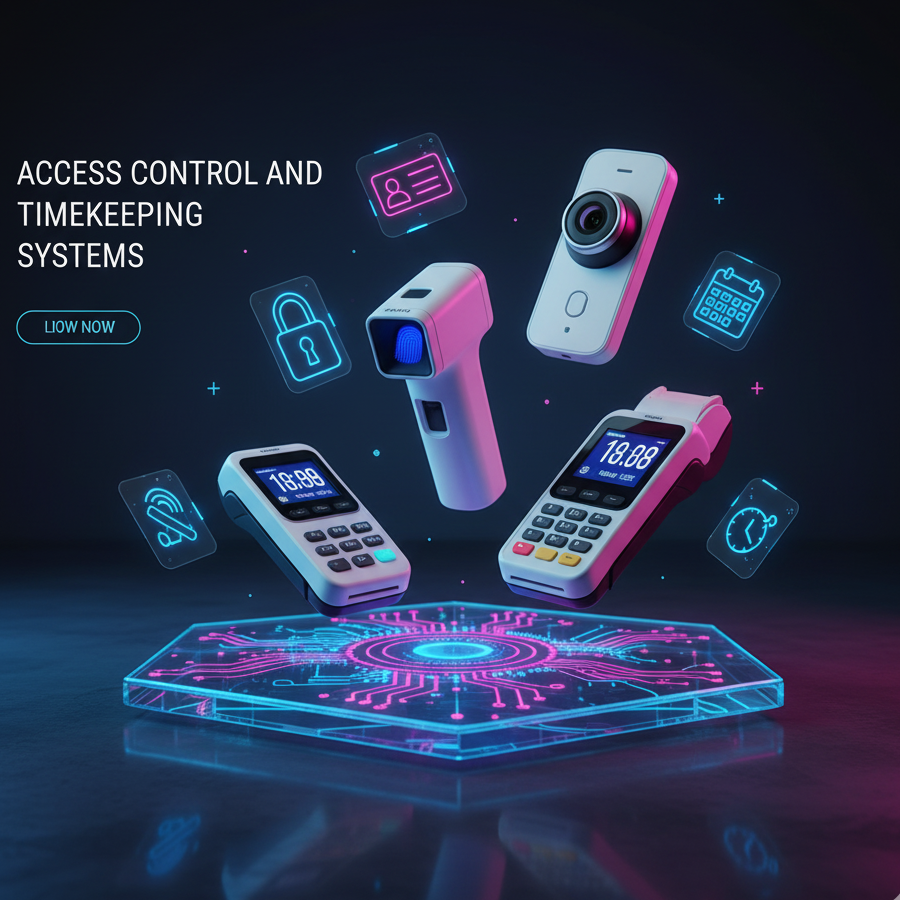 ACCESS CONTROL AND
TIMEKEEPING
SYSTEMS
LIOW NOW
18:88
18.88